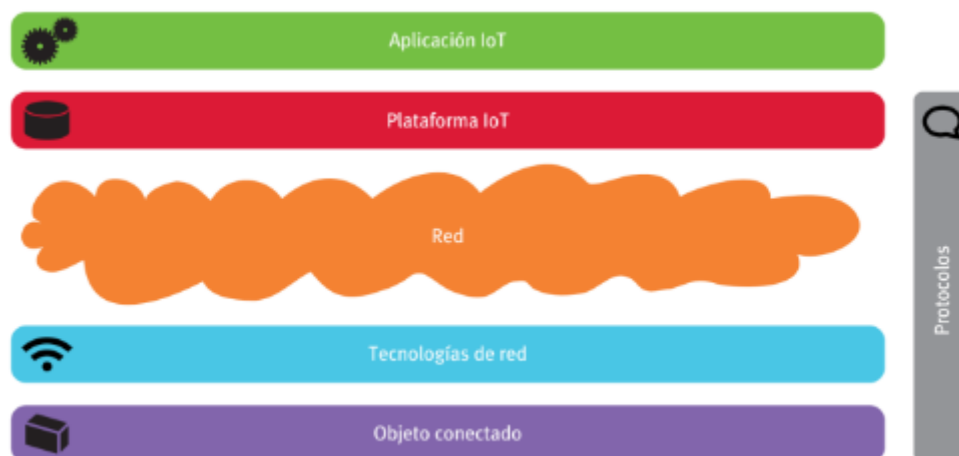 Aplicación IoT
Plataforma IoT
Red
Tecnologías de red
Objeto conectado
Protocolos